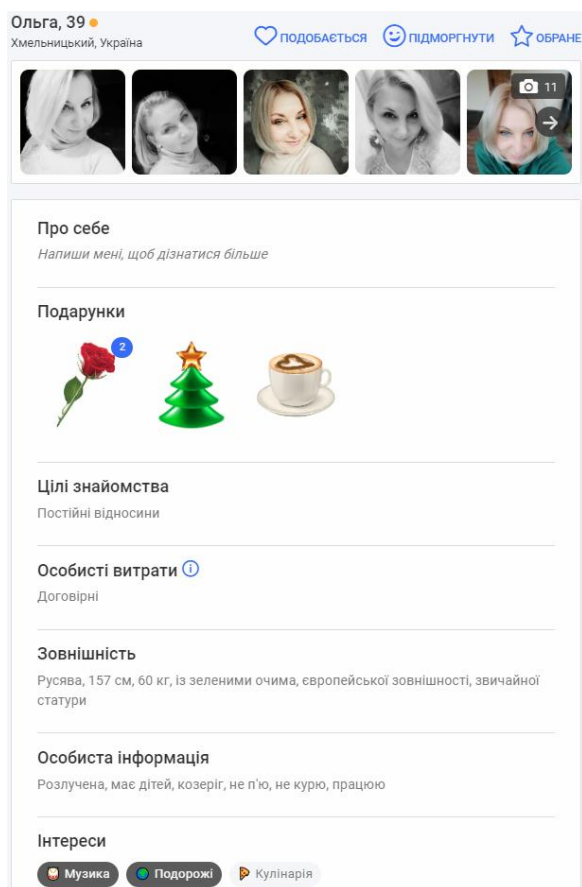 Ольга, 39
Хмельницький, Україна
ПОДОБАЄТЬСЯ
ПІДМОРГНУТИ
ОБРАНЕ
11
Про себе
Напиши мені, щоб дізнатися більше
Подарунки
2
Цілі знайомства
Постійні відносини
Особисті витрати
Договірні
Зовнішність
Русява, 157 см, 60 кг, із зеленими очима, європейської зовнішності, звичайної
статури
Особиста інформація
Розлучена, має дітей, козеріг, не п'ю, не курю, працюю
Інтереси
Музика
Подорожі
Кулінарія